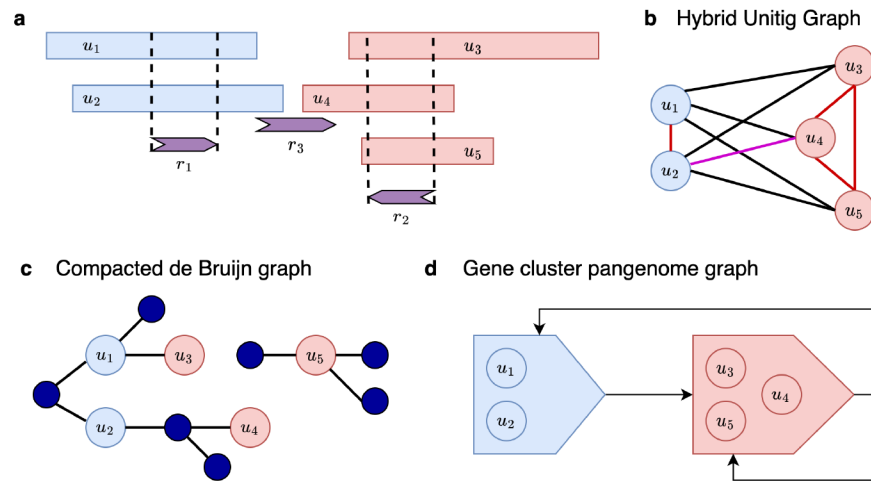 a
u1
u2
u3
u4
u5
r1
r3
r2
b Hybrid Unitig Graph
u1
u2
u3
u4
u5
c Compacted de Bruijn graph
u1
u3
u2
u4
u5
d Gene cluster pangenome graph
u1
u2
u3
u4
u5